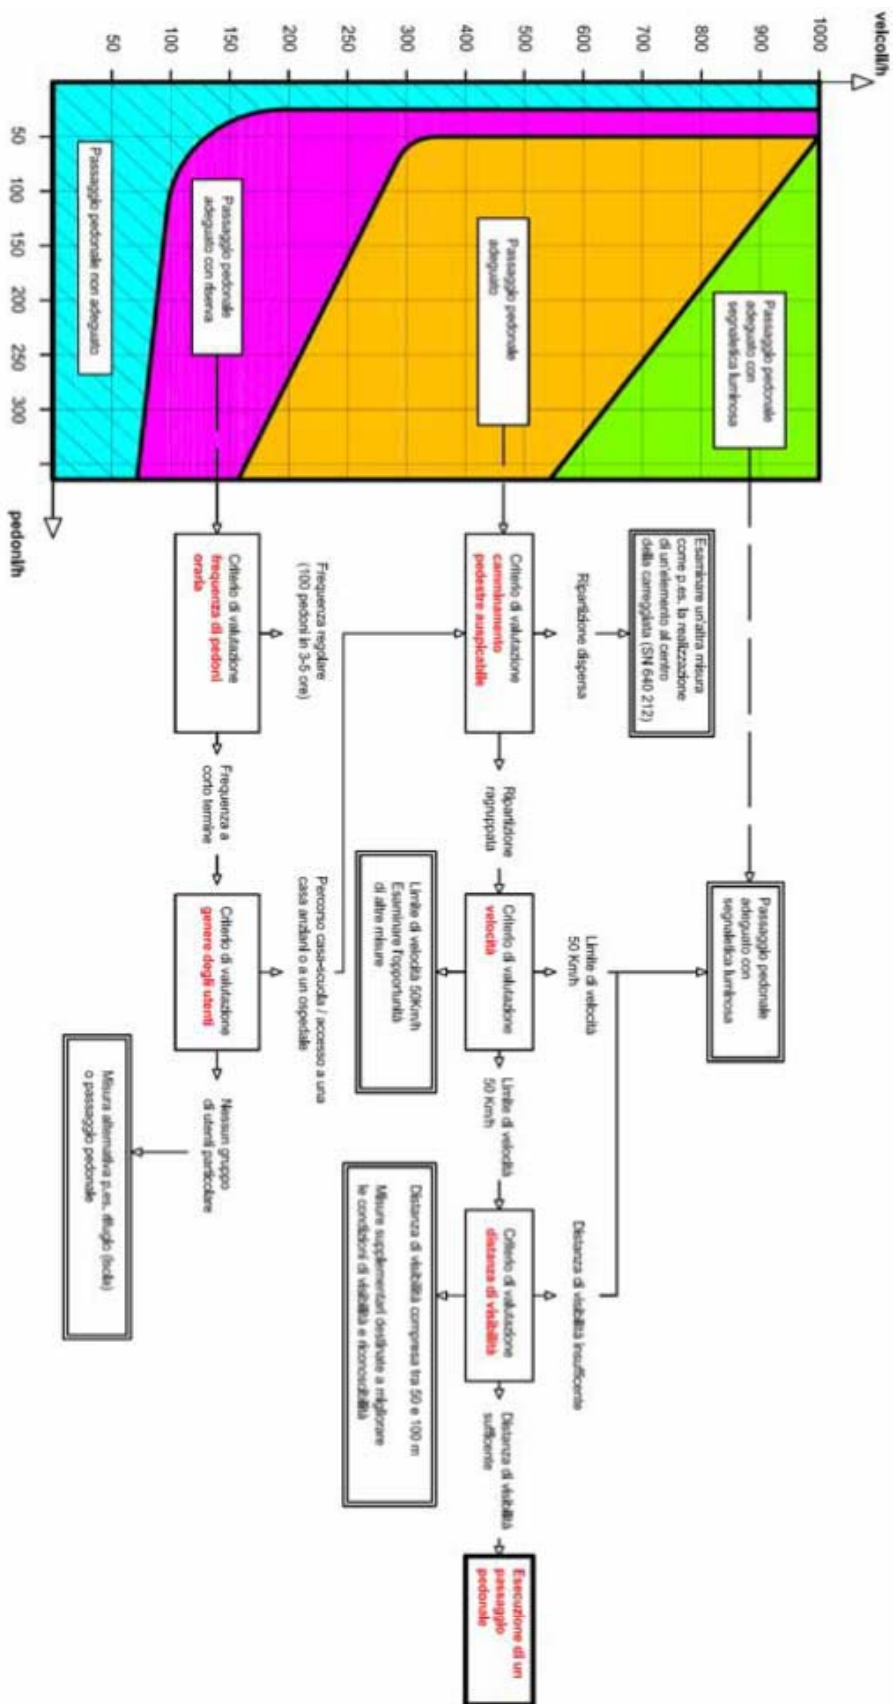 veicoli/h
1000
900
800
700
600
500
400
300
250
200
150
100
50
50
100
150
200
250
300
pedoni/h
Passaggio pedonale
adeguato con
segnaletica luminosa
Passaggio pedonale
adeguato
Passaggio pedonale
adeguato con riserva
Passaggio pedonale non adeguato
Esaminare un'altra misura
come p.es. la realizzazione
di un'elemento al centro
della carreggiata (SN 640 212)
Ripartizione dispersa
Criterio di valutazione
camminamento
pedestre auspicabile
Ripartizione
ragruppata
Frequenza regolare
(100 pedoni in 3-5 ore)
Criterio di valutazione
frequenza di pedoni
oraria
Frequenza a
corto termine
Passaggio pedonale
adeguato con
segnaletica luminosa
Limite di velocità
50 Km/h
Criterio di valutazione
velocità
Limite di velocità
50 Km/h
Limite di velocità 50Km/h
Esaminare l'opportunità
di altre misure
Percorso casa-scuola / accesso a una
casa anziani o a un ospedale
Criterio di valutazione
genere degli utenti
Nessun gruppo
di utenti particolare
Misura alternativa p.es. rifugio (Isola)
o passaggio pedonale
Distanza di visibilità insufficente
Criterio di valutazione
distanza di visibilità
Distanza di visibilità
sufficente
Distanza di visibilità compresa tra 50 e 100 m
Misure supplementari destinate a migliorare
le condizioni di visibilità e riconoscibilità
Esecuzione di un
passaggio
pedonale